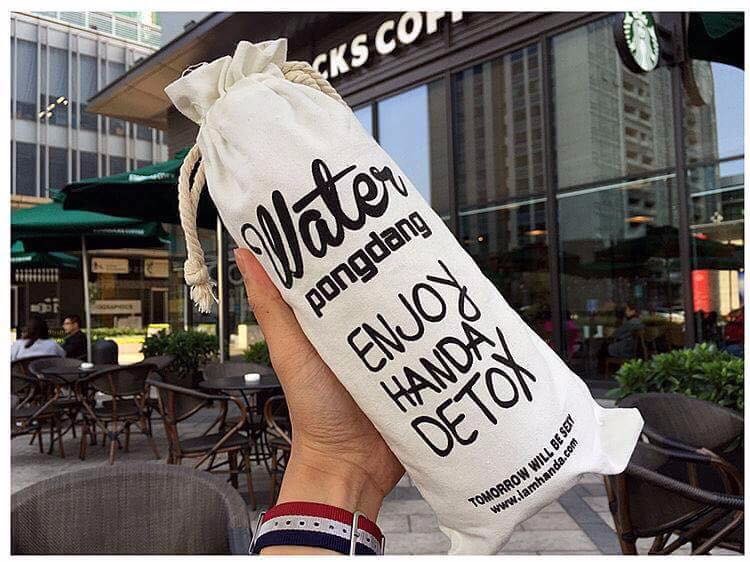 CKS COF
Water
pongdang
ENJOY
HANDA
DETOX
TOMORROW WILL BE SEXY
www.iamhanda.com